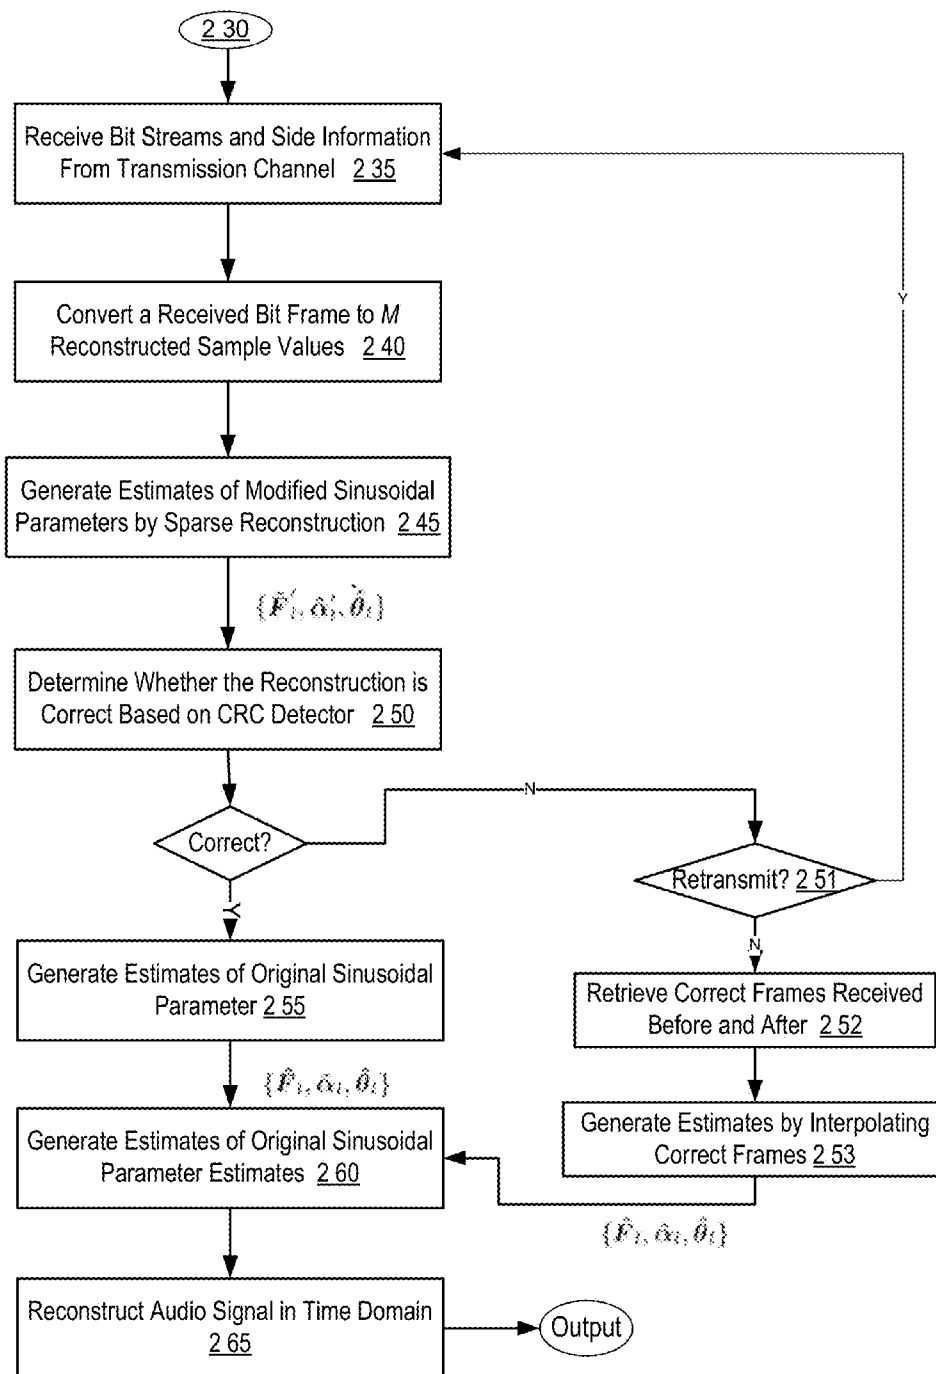 2 30
Receive Bit Streams and Side Information
From Transmission Channel 2 35
Y
Convert a Received Bit Frame to M
Reconstructed Sample Values 2 40
Generate Estimates of Modified Sinusoidal
Parameters by Sparse Reconstruction 2 45
{F̂′ₗ, α̂′ₗ, θ̂ₗ}
Determine Whether the Reconstruction is
Correct Based on CRC Detector 2 50
N
Correct?
Retransmit? 2 51
Y
N
Generate Estimates of Original Sinusoidal
Parameter 2 55
Retrieve Correct Frames Received
Before and After 2 52
{F̂ₗ, α̂ₗ, θ̂ₗ}
Generate Estimates of Original Sinusoidal
Parameter Estimates 2 60
Generate Estimates by Interpolating
Correct Frames 2 53
{F̂ₗ, α̂ₗ, θ̂ₗ}
Reconstruct Audio Signal in Time Domain
2 65
Output